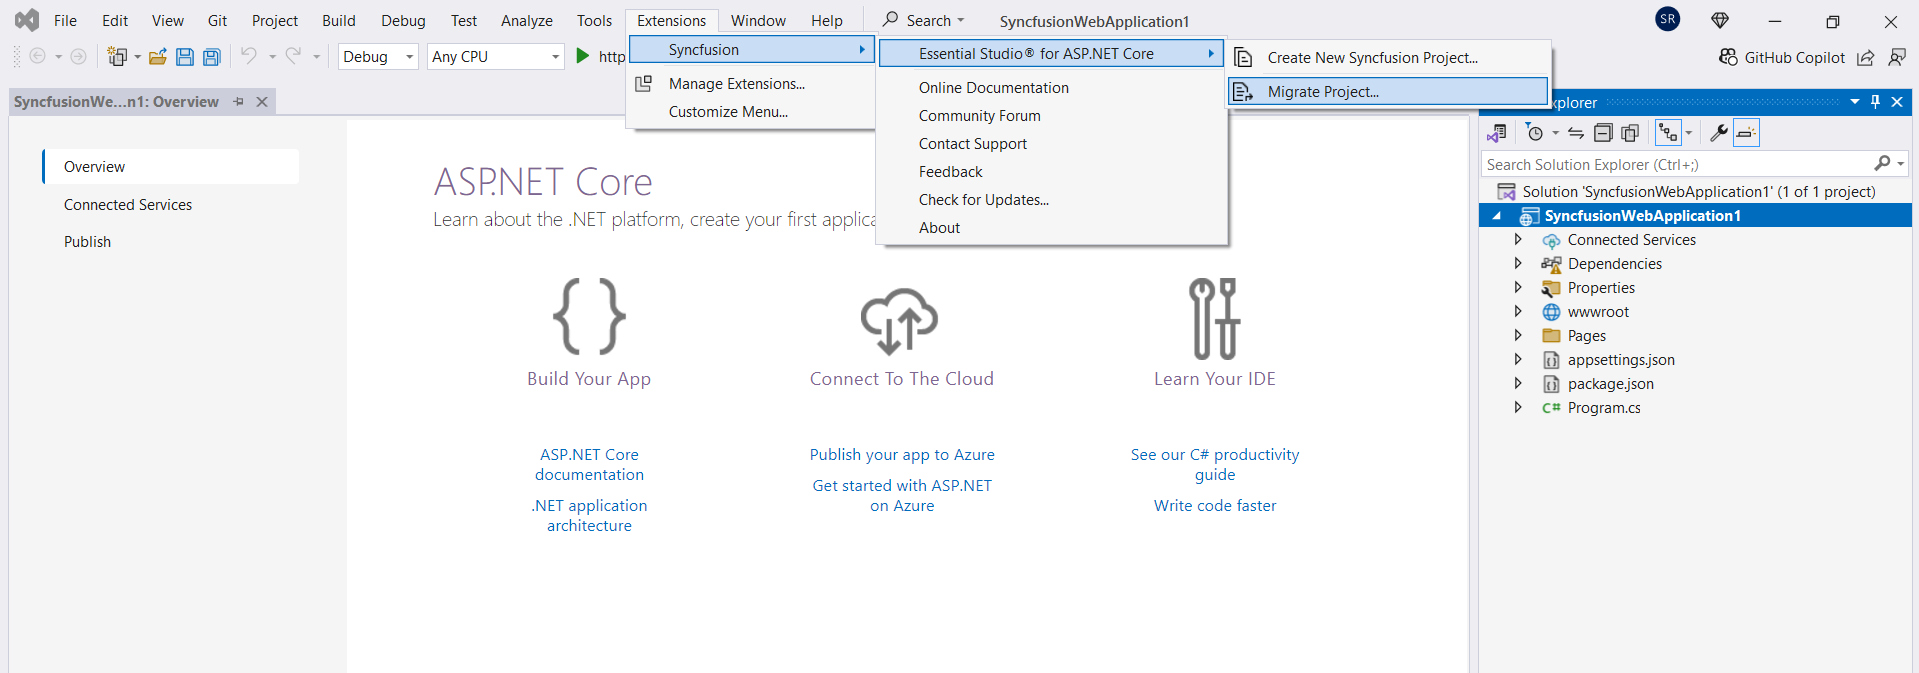 File Edit View Git Project Build Debug Test Analyze Tools Extensions Window Help Search SyncfusionWebApplication1 SR
Debug Any CPU http GitHub Copilot
Syncfusion
Manage Extensions...
Customize Menu...
Essential Studio® for ASP.NET Core
Online Documentation
Community Forum
Contact Support
Feedback
Check for Updates...
About
Create New Syncfusion Project...
Migrate Project...
SyncfusionWe...n1: Overview
Overview
Connected Services
Publish
ASP.NET Core
Learn about the .NET platform, create your first applica
Build Your App
ASP.NET Core
documentation
.NET application
architecture
Connect To The Cloud
Publish your app to Azure
Get started with ASP.NET
on Azure
Learn Your IDE
See our C# productivity
guide
Write code faster
xplorer
Search Solution Explorer (Ctrl+;)
Solution 'SyncfusionWebApplication1' (1 of 1 project)
SyncfusionWebApplication1
Connected Services
Dependencies
Properties
wwwroot
Pages
appsettings.json
package.json
C# Program.cs